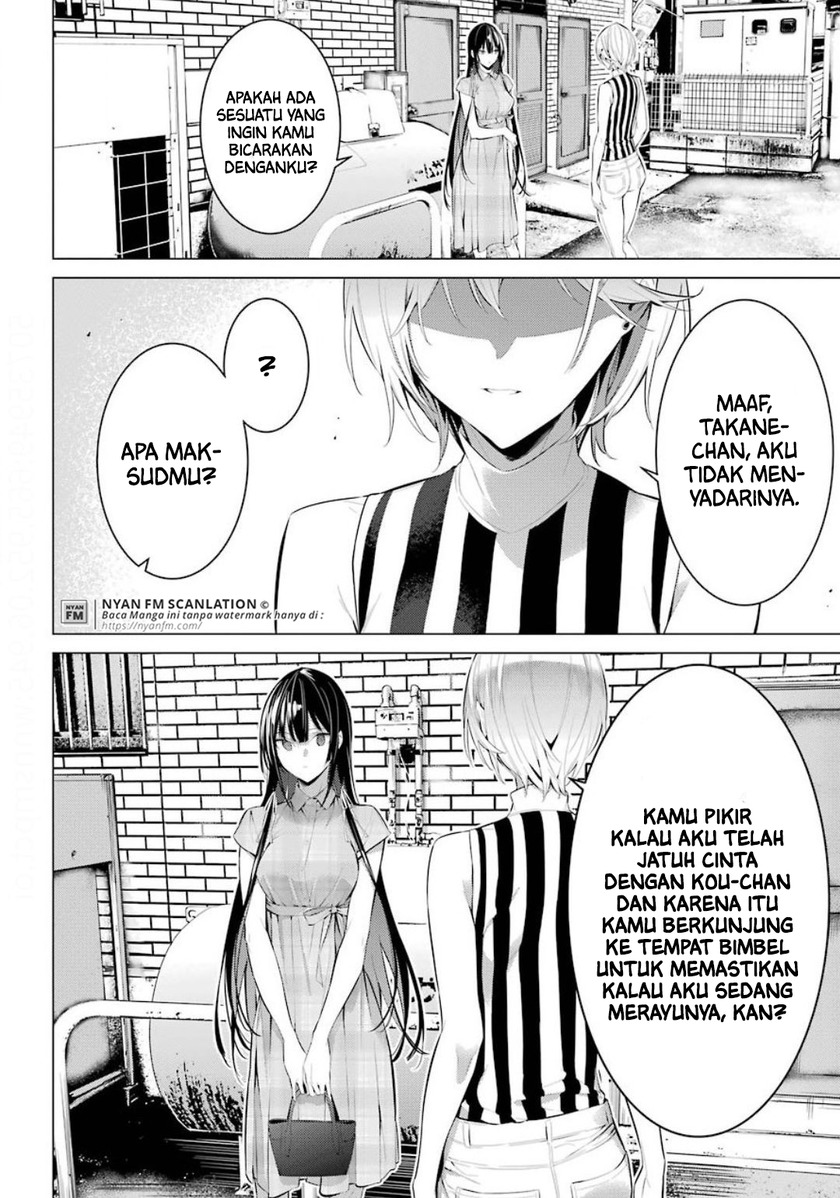 APAKAH ADA
SESUATU YANG
INGIN KAMU
BICARAKAN
DENGANKU?
MAAF,
TAKANE-
CHAN, AKU
TIDAK MEN-
YADARINYA.
?
APA MAK-
SUDMU?
NYAN FM
NYAN FM SCANLATION ©
Baca Manga ini tanpa watermark hanya di :
https://nyanfm.com/
KAMU PIKIR
KALAU AKU TELAH
JATUH CINTA
DENGAN KOU-CHAN
DAN KARENA ITU
KAMU BERKUNJUNG
KE TEMPAT BIMBEL
UNTUK MEMASTIKAN
KALAU AKU SEDANG
MERAYUNYA, KAN?